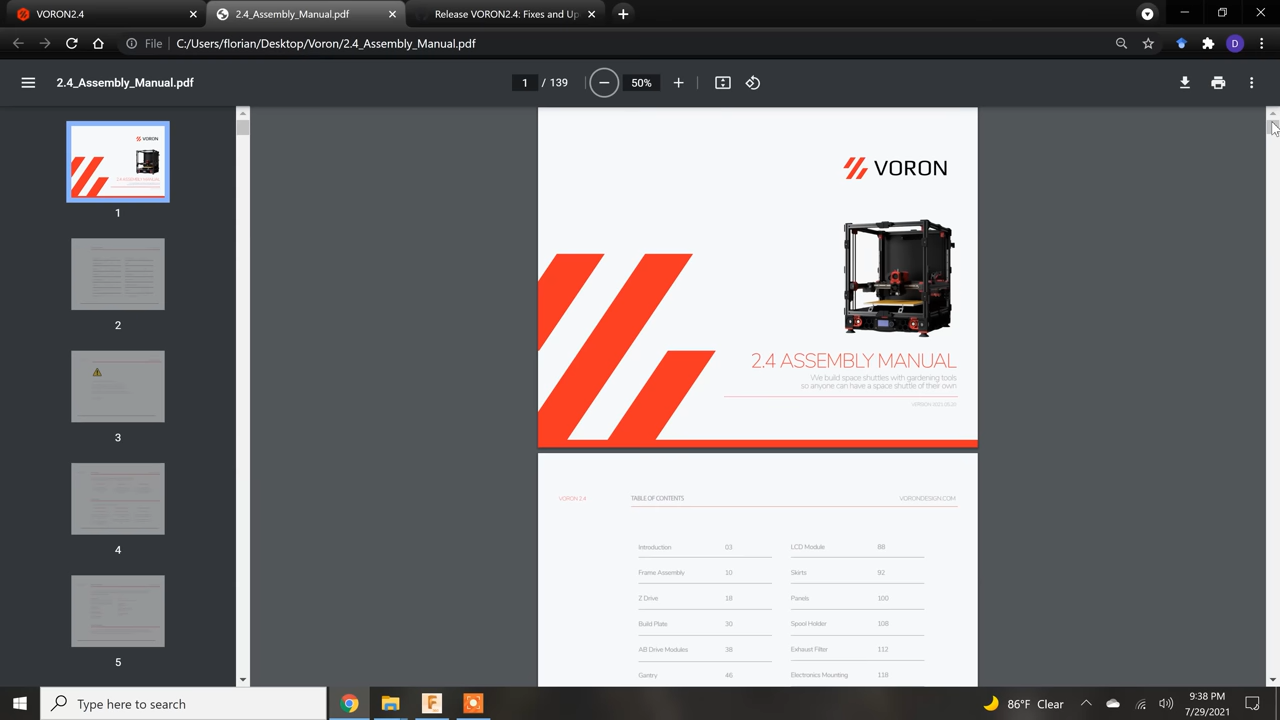 VORON2.4
2.4_Assembly_Manual.pdf
Release VORON2.4: Fixes and Up
File
C:/Users/florian/Desktop/Voron/2.4_Assembly_Manual.pdf
D
2.4_Assembly_Manual.pdf
1 / 139
50%
VORON
1
2
3
4
5
VORON
2.4 ASSEMBLY MANUAL
We build space shuttles with gardening tools
so anyone can have a space shuttle of their own
VORON 2.4
TABLE OF CONTENTS
VORONDESIGN.COM
Introduction 03
LCD Module 88
Frame Assembly 10
Skirts 92
Z Drive 18
Panels 100
Build Plate 30
Spool Holder 108
AB Drive Modules 38
Exhaust Filter 112
Gantry 46
Electronics Mounting 118
Type here to search
86°F Clear
9:38 PM
7/29/2021